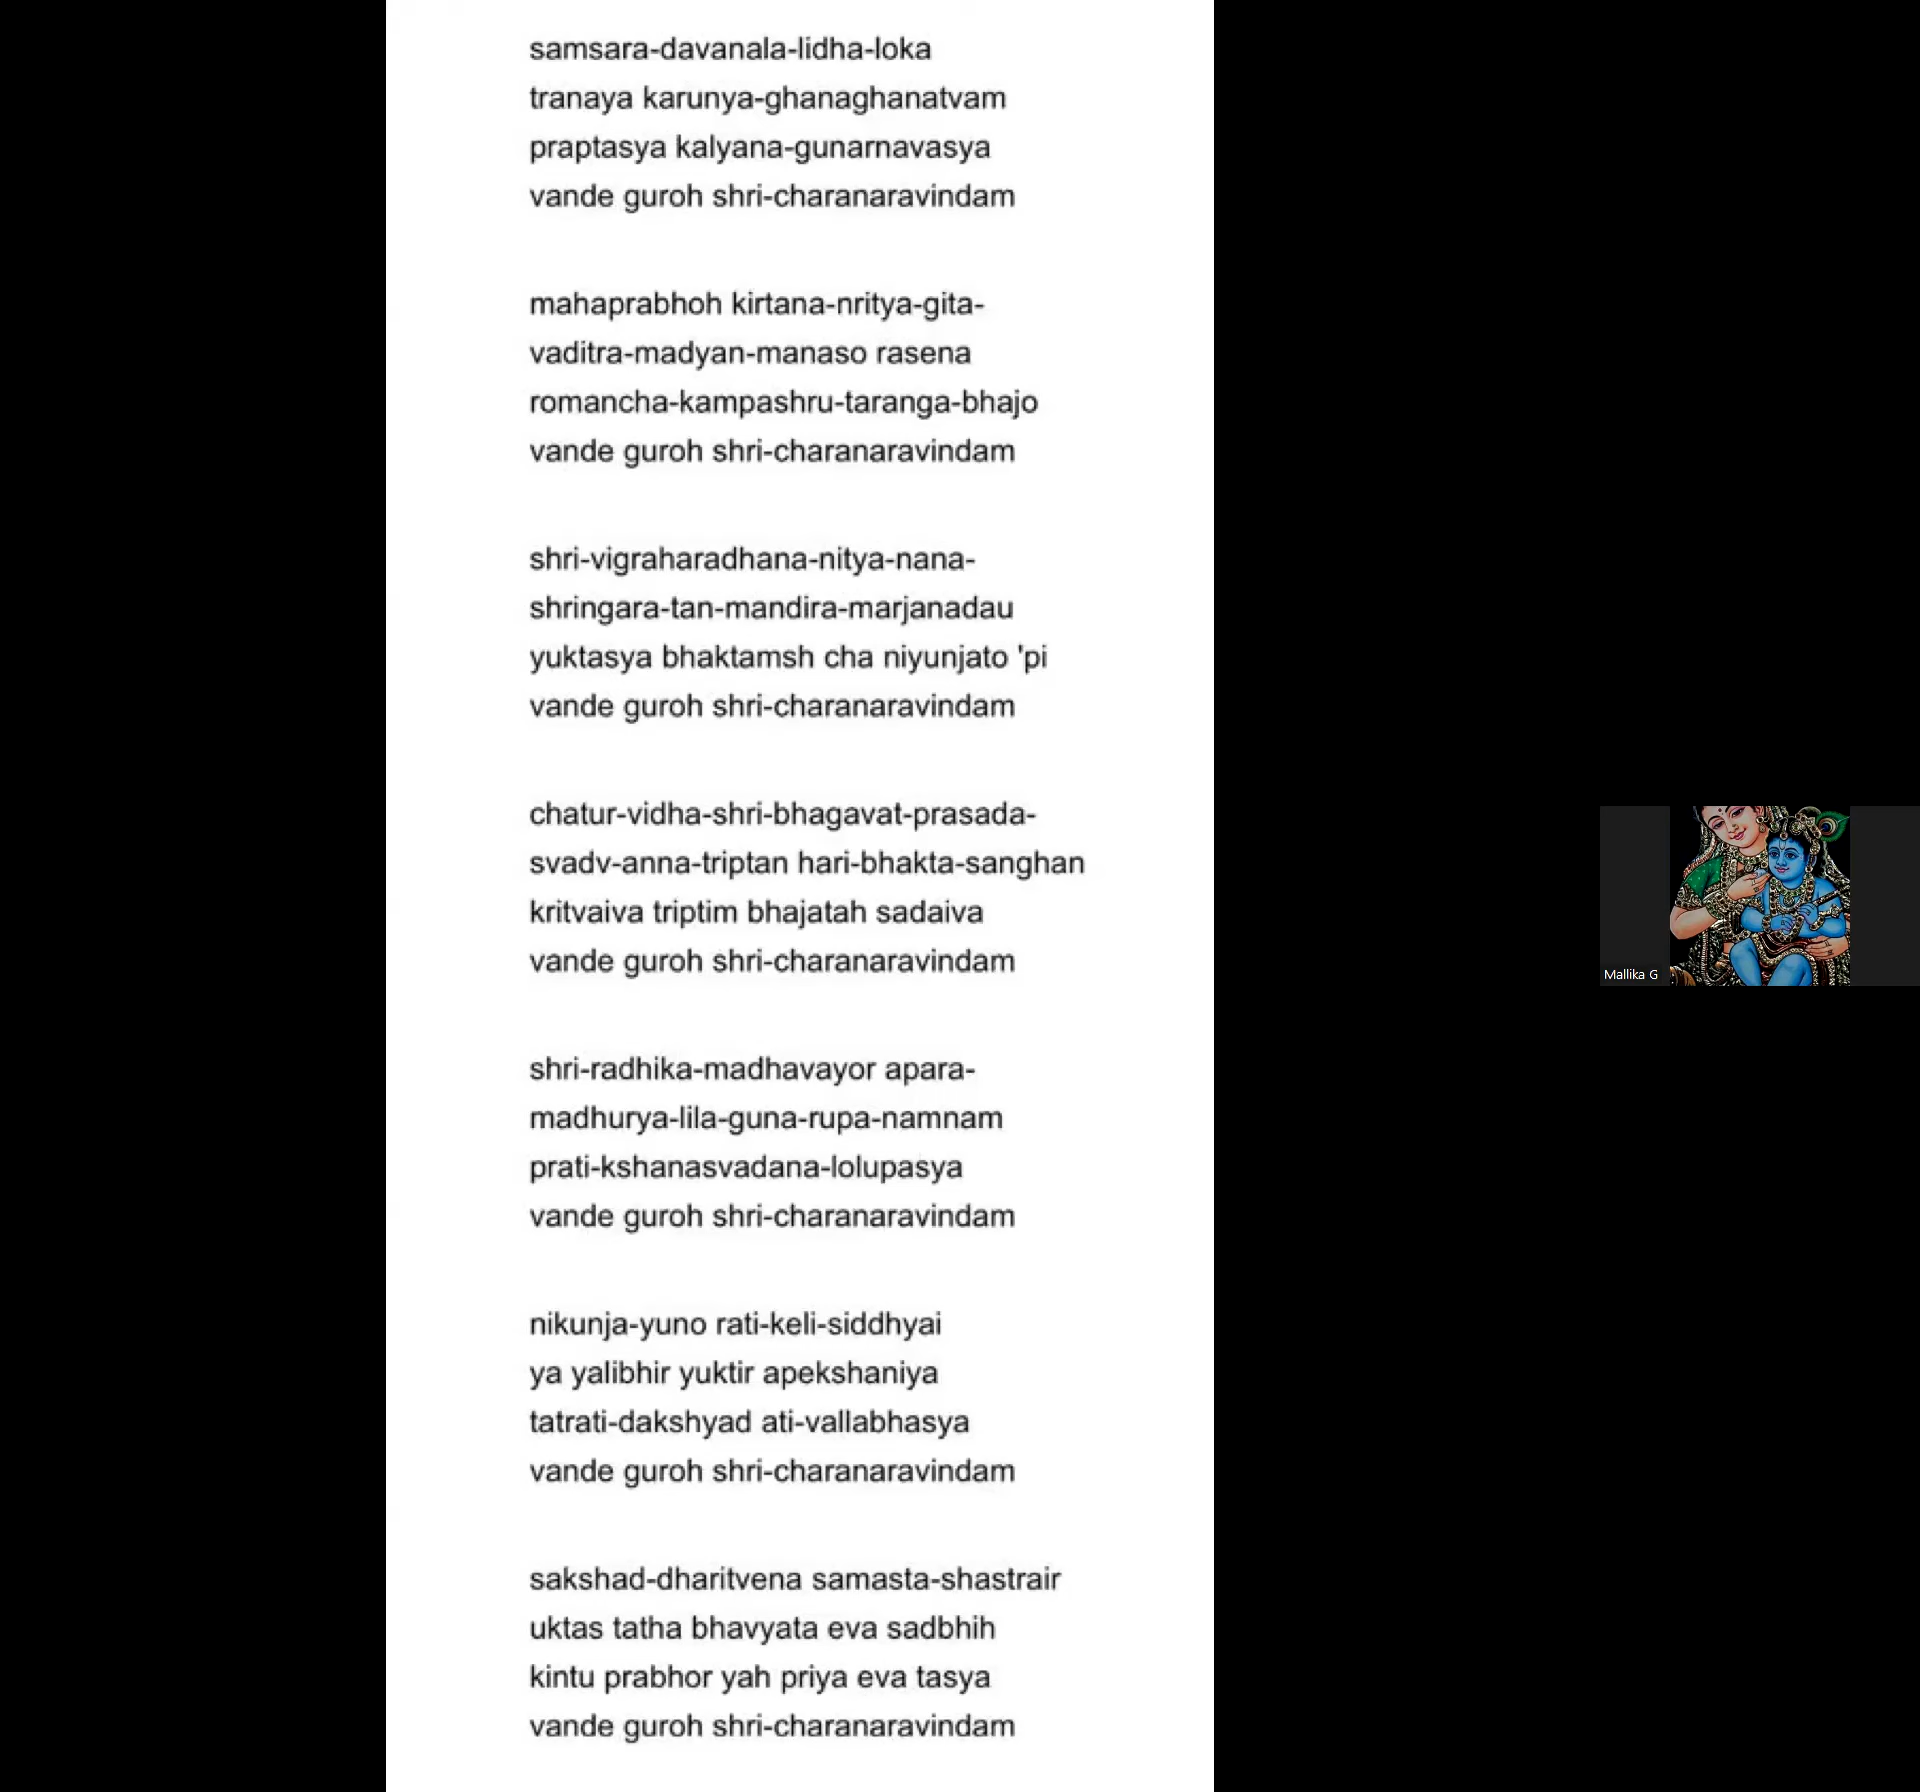 samsara-davanala-lidha-loka
tranaya karunya-ghanaghanatvam
praptasya kalyana-gunarnavasya
vande guroh shri-charanaravindam
mahaprabhoh kirtana-nritya-gita-
vaditra-madyan-manaso rasena
romancha-kampashru-taranga-bhajo
vande guroh shri-charanaravindam
shri-vigraharadhana-nitya-nana-
shringara-tan-mandira-marjanadau
yuktasya bhaktamsh cha niyunjato 'pi
vande guroh shri-charanaravindam
chatur-vidha-shri-bhagavat-prasada-
svadv-anna-triptan hari-bhakta-sanghan
kritvaiva triptim bhajatah sadaiva
vande guroh shri-charanaravindam
shri-radhika-madhavayor apara-
madhurya-lila-guna-rupa-namnam
prati-kshanasvadana-lolupasya
vande guroh shri-charanaravindam
nikunja-yuno rati-keli-siddhyai
ya yalibhir yuktir apekshaniya
tatrati-dakshyad ati-vallabhasya
vande guroh shri-charanaravindam
sakshad-dharitvena samasta-shastrair
uktas tatha bhavyata eva sadbhih
kintu prabhor yah priya eva tasya
vande guroh shri-charanaravindam
Mallika G